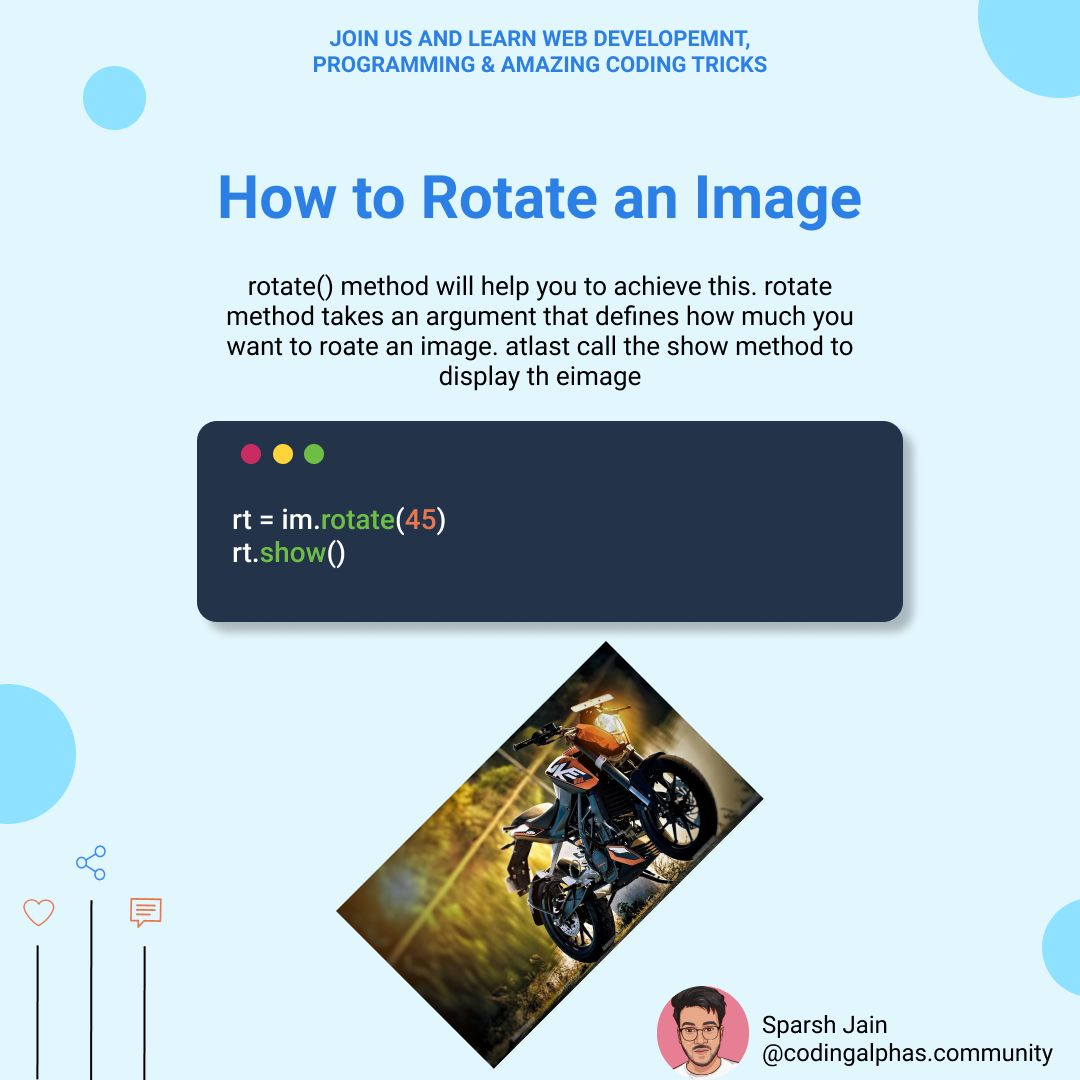 JOIN US AND LEARN WEB DEVELOPEMNT,
PROGRAMMING & AMAZING CODING TRICKS
How to Rotate an Image
rotate() method will help you to achieve this. rotate
method takes an argument that defines how much you
want to roate an image. atlast call the show method to
display th eimage
rt = im.rotate(45)
rt.show()
Sparsh Jain
@codingalphas.community